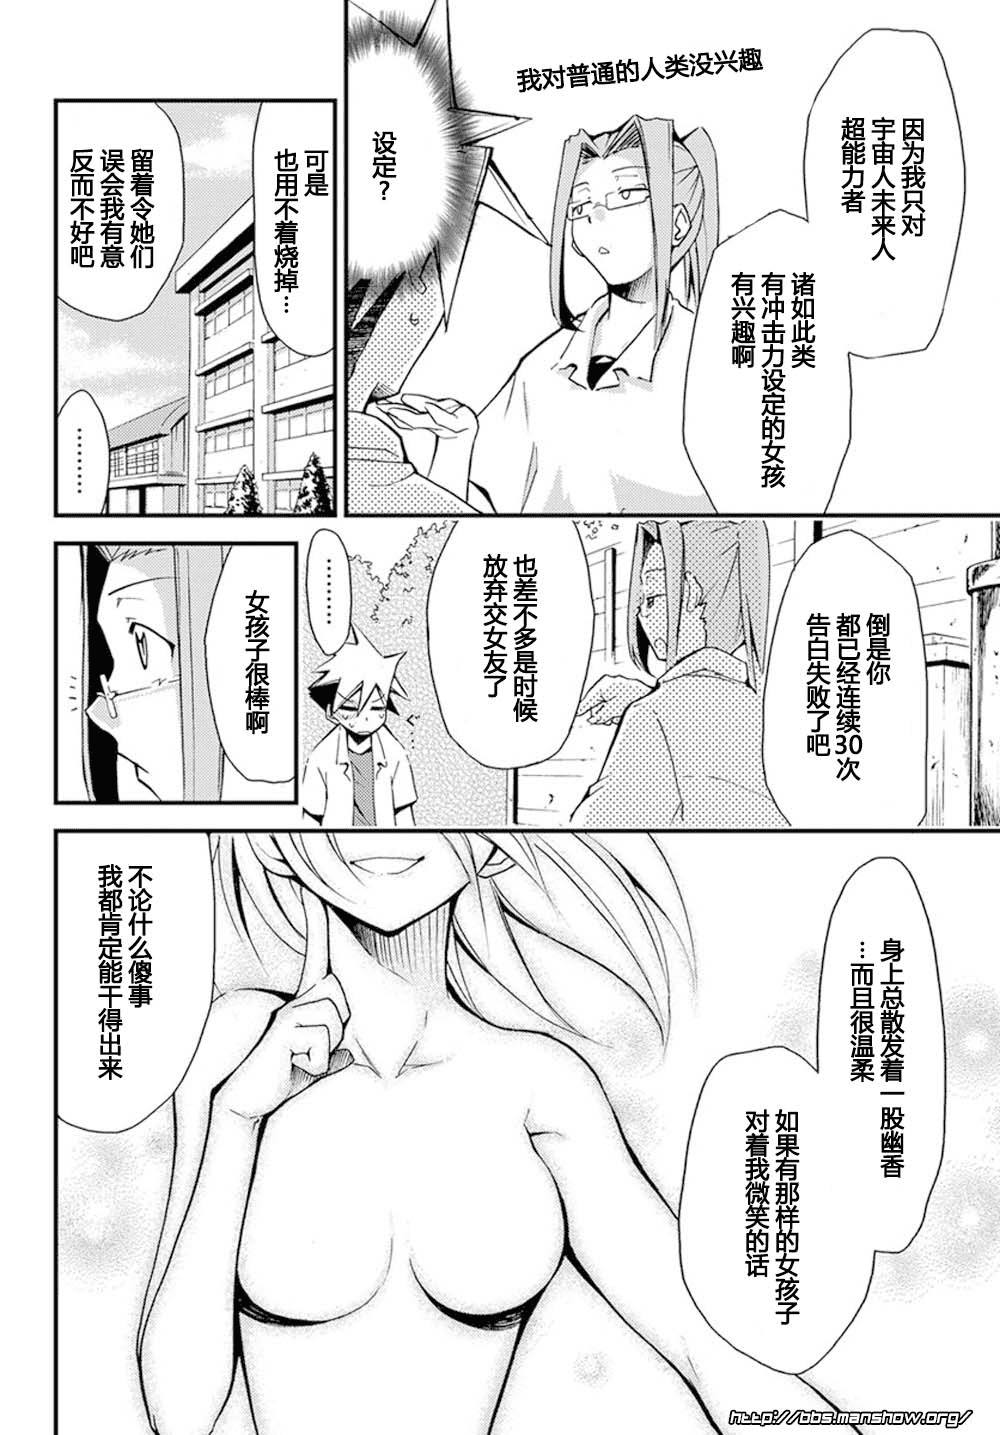 因为我只对
宇宙人未来人
超能力者
诸如此类
有冲击力设定的女孩
有兴趣啊
我对普通的人类没兴趣
设定？
可是
也用不着烧掉…
留着令她们
误会我有意
反而不好吧
………
倒是你
都已经连续30次
告白失败了吧
也差不多是时候
放弃交女友了
………
女孩子很棒啊
身上总散发着一股幽香
…而且很温柔
如果有那样的女孩子
对着我微笑的话
不论什么傻事
我都肯定能干得出来
http://bbs.manshow.org/